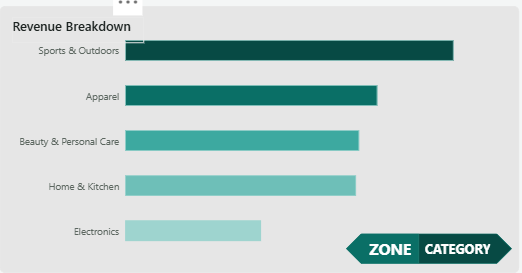 Revenue Breakdown
Sports & Outdoors
Apparel
Beauty & Personal Care
Home & Kitchen
Electronics
ZONE CATEGORY